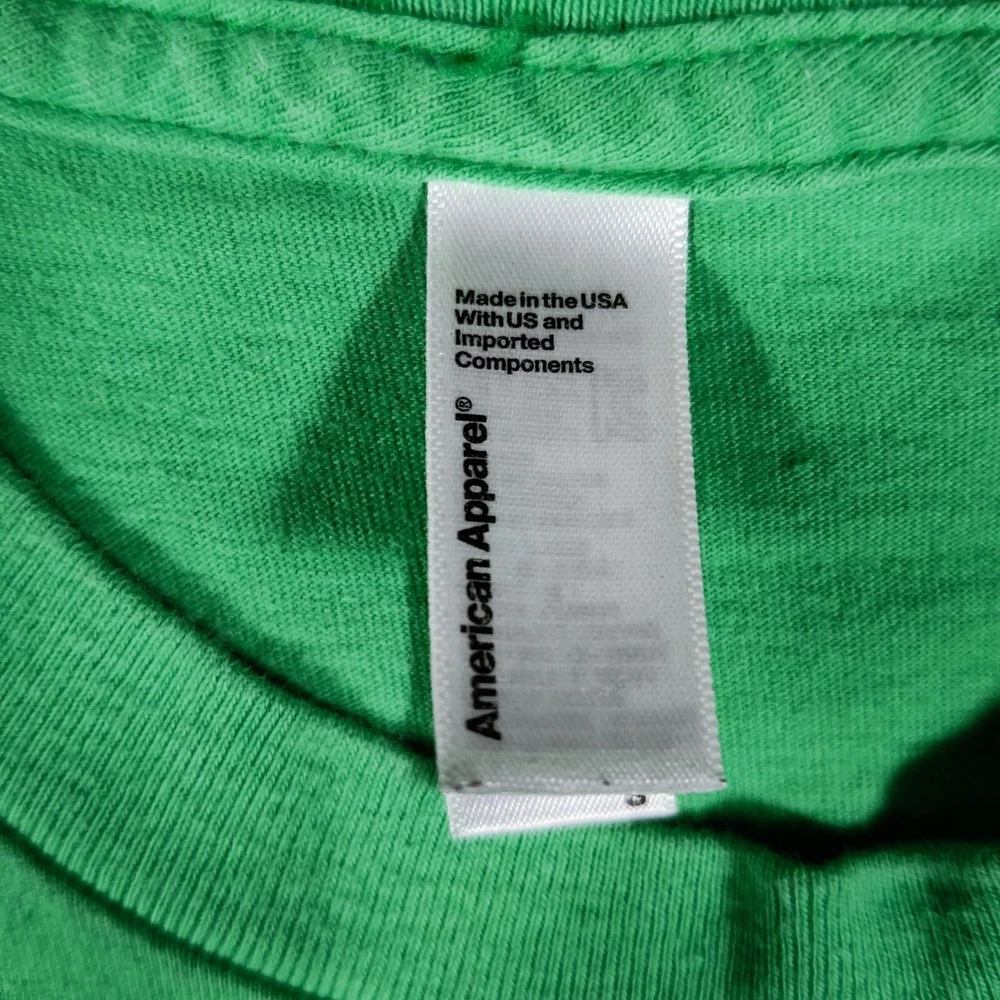 Made in the USA
With US and
Imported
Components
American Apparel®